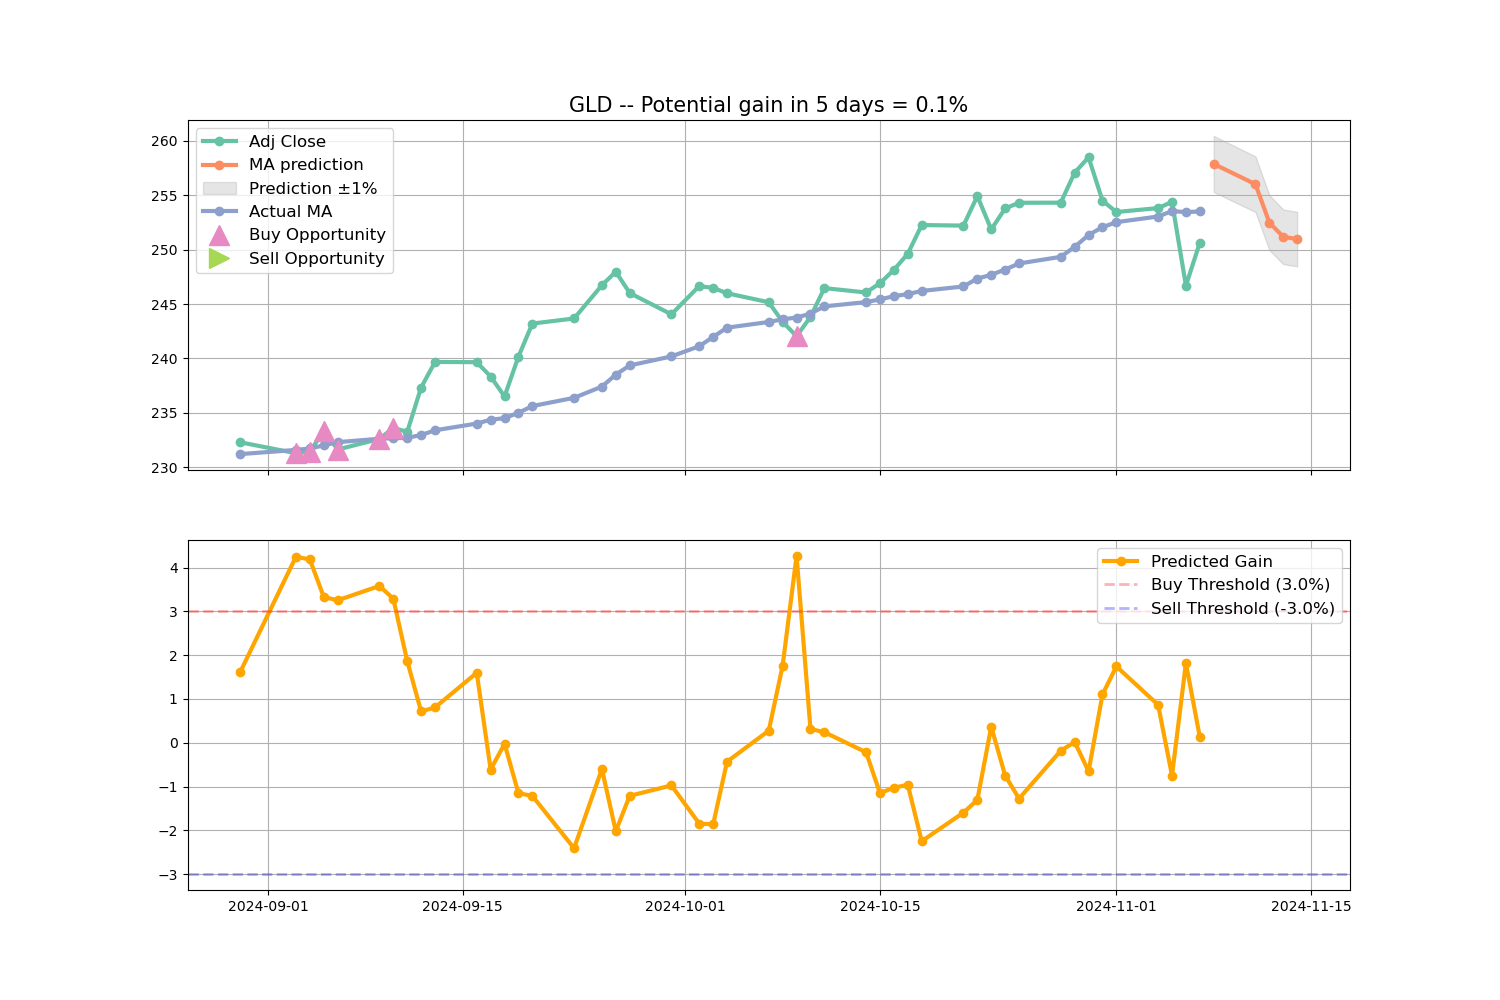 GLD -- Potential gain in 5 days = 0.1%
260
255
250
245
240
235
230
Adj Close
MA prediction
Prediction ±1%
Actual MA
Buy Opportunity
Sell Opportunity
4
3
2
1
0
−1
−2
−3
Predicted Gain
Buy Threshold (3.0%)
Sell Threshold (-3.0%)
2024-09-01
2024-09-15
2024-10-01
2024-10-15
2024-11-01
2024-11-15